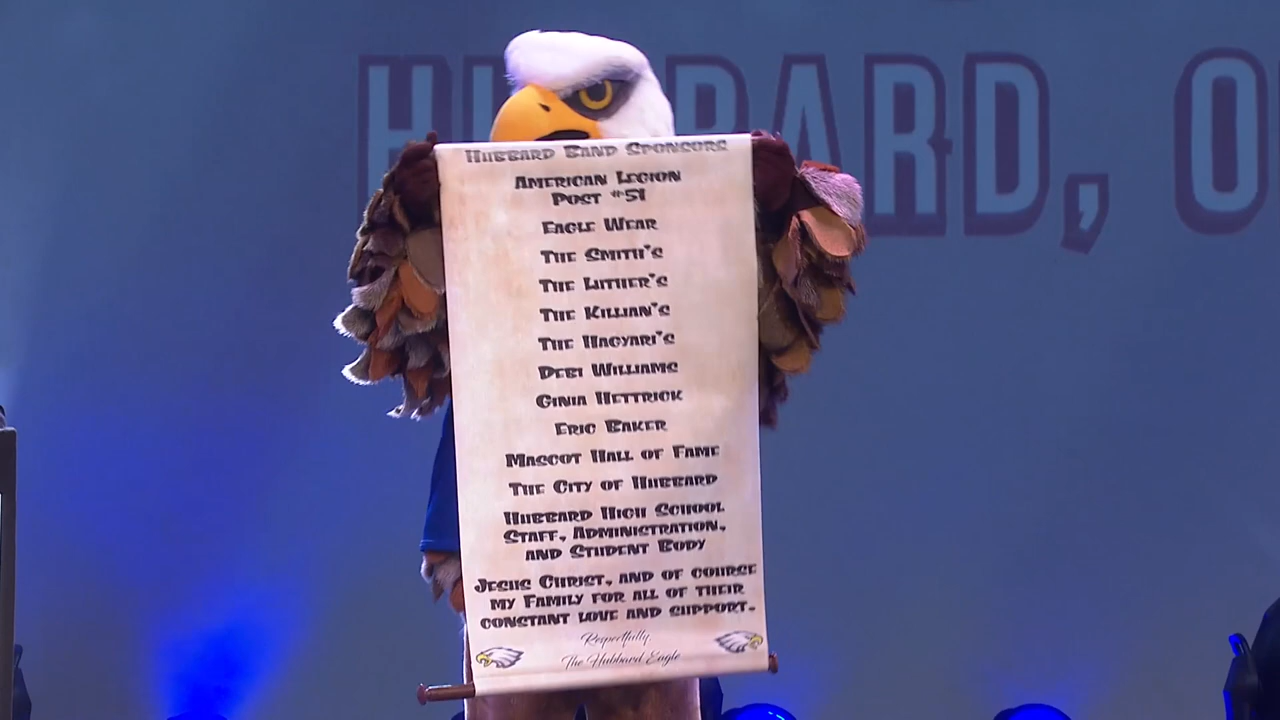 HUBBARD, O
HUBBARD BAND SPONSORS
AMERICAN LEGION
POST #51
EAGLE WEAR
THE SMITH'S
THE LUTHER'S
THE KILLIAN'S
THE HAGYARI'S
DEBI WILLIAMS
GINIA HETTRICK
ERIC BAKER
MASCOT HALL OF FAME
THE CITY OF HUBBARD
HUBBARD HIGH SCHOOL
STAFF, ADMINISTRATION,
AND STUDENT BODY
JESUS CHRIST, AND OF COURSE
MY FAMILY FOR ALL OF THEIR
CONSTANT LOVE AND SUPPORT.
Respectfully,
The Hubbard Eagle